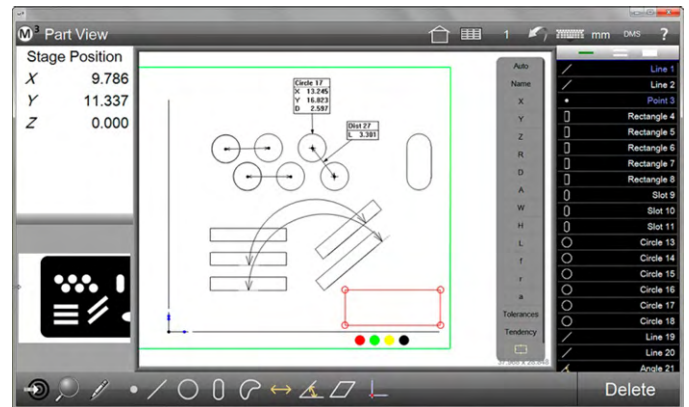 M³ Part View
1
mm
DMS
?
Stage Position
X 9.786
Y 11.337
Z 0.000
Circle 17
X 13.245
Y 16.823
D 2.597
Dist 27
L 3.381
Auto
Name
X
Y
Z
R
D
A
W
H
L
f
r
a
Tolerances
Tendency
Line 1
Line 2
Point 3
Rectangle 4
Rectangle 5
Rectangle 6
Rectangle 7
Rectangle 8
Slot 9
Slot 10
Slot 11
Circle 13
Circle 14
Circle 15
Circle 16
Circle 17
Circle 18
Line 19
Line 20
Angle 21
Delete